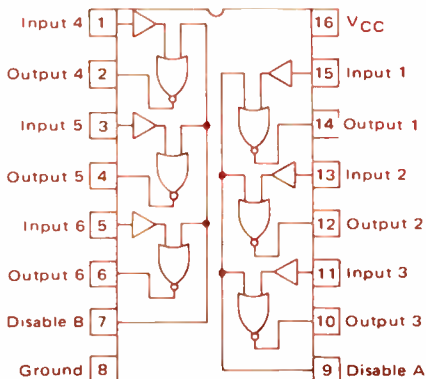 Input 4 1
Output 4 2
Input 5 3
Output 5 4
Input 6 5
Output 6 6
Disable B 7
Ground 8
16 VCC
15 Input 1
14 Output 1
13 Input 2
12 Output 2
11 Input 3
10 Output 3
9 Disable A